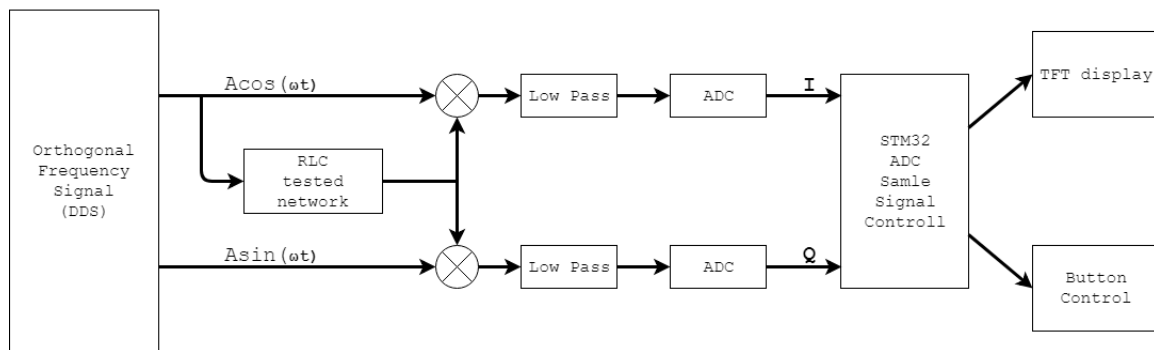 Orthogonal
Frequency
Signal
(DDS)
Acos(ωt)
RLC
tested
network
Asin(ωt)
Low Pass
ADC
I
Low Pass
ADC
Q
STM32
ADC
Samle
Signal
Controll
TFT display
Button
Control